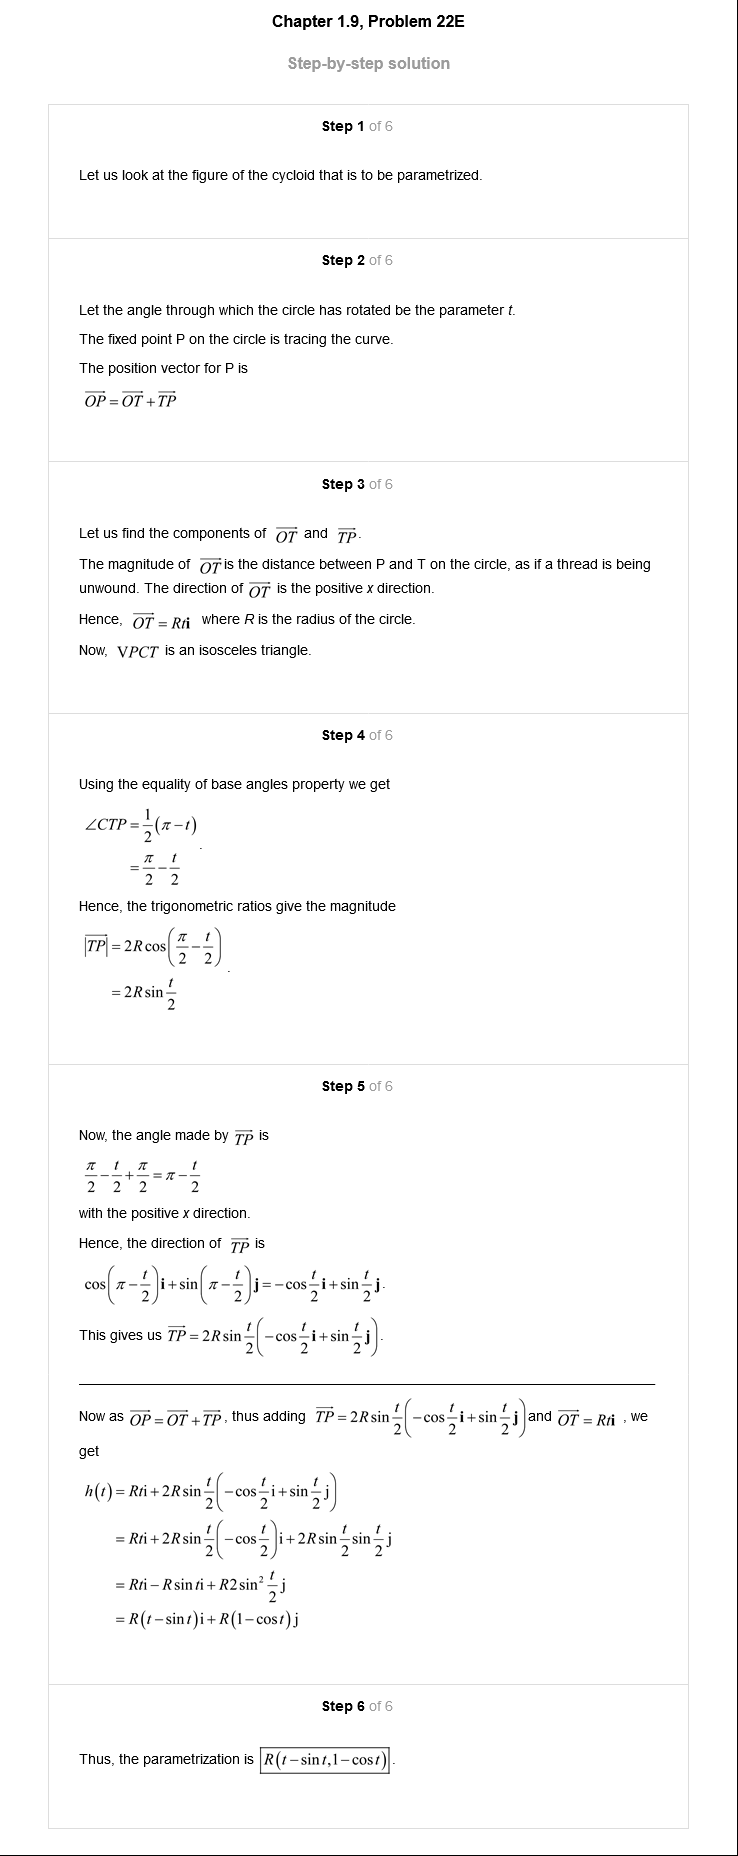 Chapter 1.9, Problem 22E
Step-by-step solution
Step 1 of 6
Let us look at the figure of the cycloid that is to be parametrized.
Step 2 of 6
Let the angle through which the circle has rotated be the parameter t.
The fixed point P on the circle is tracing the curve.
The position vector for P is
$\overrightarrow{OP} = \overrightarrow{OT} + \overrightarrow{TP}$
Step 3 of 6
Let us find the components of $\overrightarrow{OT}$ and $\overrightarrow{TP}$.
The magnitude of $\overrightarrow{OT}$ is the distance between P and T on the circle, as if a thread is being
unwound. The direction of $\overrightarrow{OT}$ is the positive x direction.
Hence, $\overrightarrow{OT} = Rt\mathbf{i}$ where R is the radius of the circle.
Now, VPCT is an isosceles triangle.
Step 4 of 6
Using the equality of base angles property we get
$\angle CTP = \frac{1}{2}(\pi - t)$
$= \frac{\pi}{2} - \frac{t}{2}$.
Hence, the trigonometric ratios give the magnitude
$|\overrightarrow{TP}| = 2R\cos\left(\frac{\pi}{2} - \frac{t}{2}\right)$
$= 2R\sin\frac{t}{2}$.
Step 5 of 6
Now, the angle made by $\overrightarrow{TP}$ is
$\frac{\pi}{2} - \frac{t}{2} + \frac{\pi}{2} = \pi - \frac{t}{2}$
with the positive x direction.
Hence, the direction of $\overrightarrow{TP}$ is
$\cos\left(\pi - \frac{t}{2}\right)\mathbf{i} + \sin\left(\pi - \frac{t}{2}\right)\mathbf{j} = -\cos\frac{t}{2}\mathbf{i} + \sin\frac{t}{2}\mathbf{j}$.
This gives us $\overrightarrow{TP} = 2R\sin\frac{t}{2}\left(-\cos\frac{t}{2}\mathbf{i} + \sin\frac{t}{2}\mathbf{j}\right)$.
Now as $\overrightarrow{OP} = \overrightarrow{OT} + \overrightarrow{TP}$, thus adding $\overrightarrow{TP} = 2R\sin\frac{t}{2}\left(-\cos\frac{t}{2}\mathbf{i} + \sin\frac{t}{2}\mathbf{j}\right)$ and $\overrightarrow{OT} = Rt\mathbf{i}$ , we
get
$h(t) = Rt\mathrm{i} + 2R\sin\frac{t}{2}\left(-\cos\frac{t}{2}\mathrm{i} + \sin\frac{t}{2}\mathrm{j}\right)$
$= Rt\mathrm{i} + 2R\sin\frac{t}{2}\left(-\cos\frac{t}{2}\right)\mathrm{i} + 2R\sin\frac{t}{2}\sin\frac{t}{2}\mathrm{j}$
$= Rt\mathrm{i} - R\sin t\mathrm{i} + R2\sin^2\frac{t}{2}\mathrm{j}$
$= R(t - \sin t)\mathrm{i} + R(1 - \cos t)\mathrm{j}$
Step 6 of 6
Thus, the parametrization is $R(t - \sin t, 1 - \cos t)$.